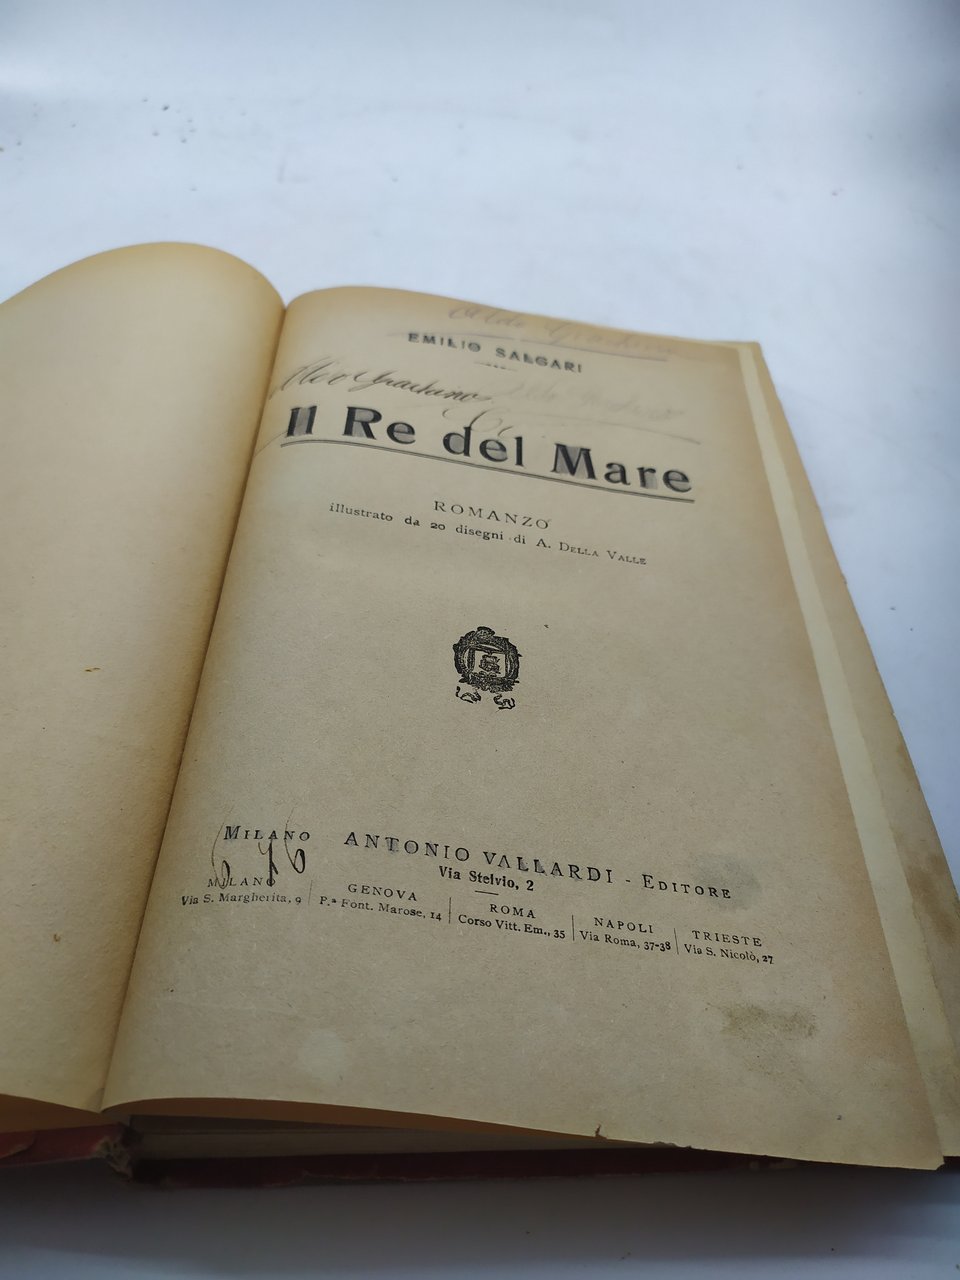 EMILIO SALGARI
Il Re del Mare
ROMANZO
illustrato da 20 disegni di A. DELLA VALLE
MILANO ANTONIO VALLARDI - EDITORE
Via Stelvio, 2
MILANO
Via S. Margherita, 9
GENOVA
P.ª Font. Marose, 14
ROMA
Corso Vitt. Em., 35
NAPOLI
Via Roma, 37-38
TRIESTE
Via S. Nicolò, 27